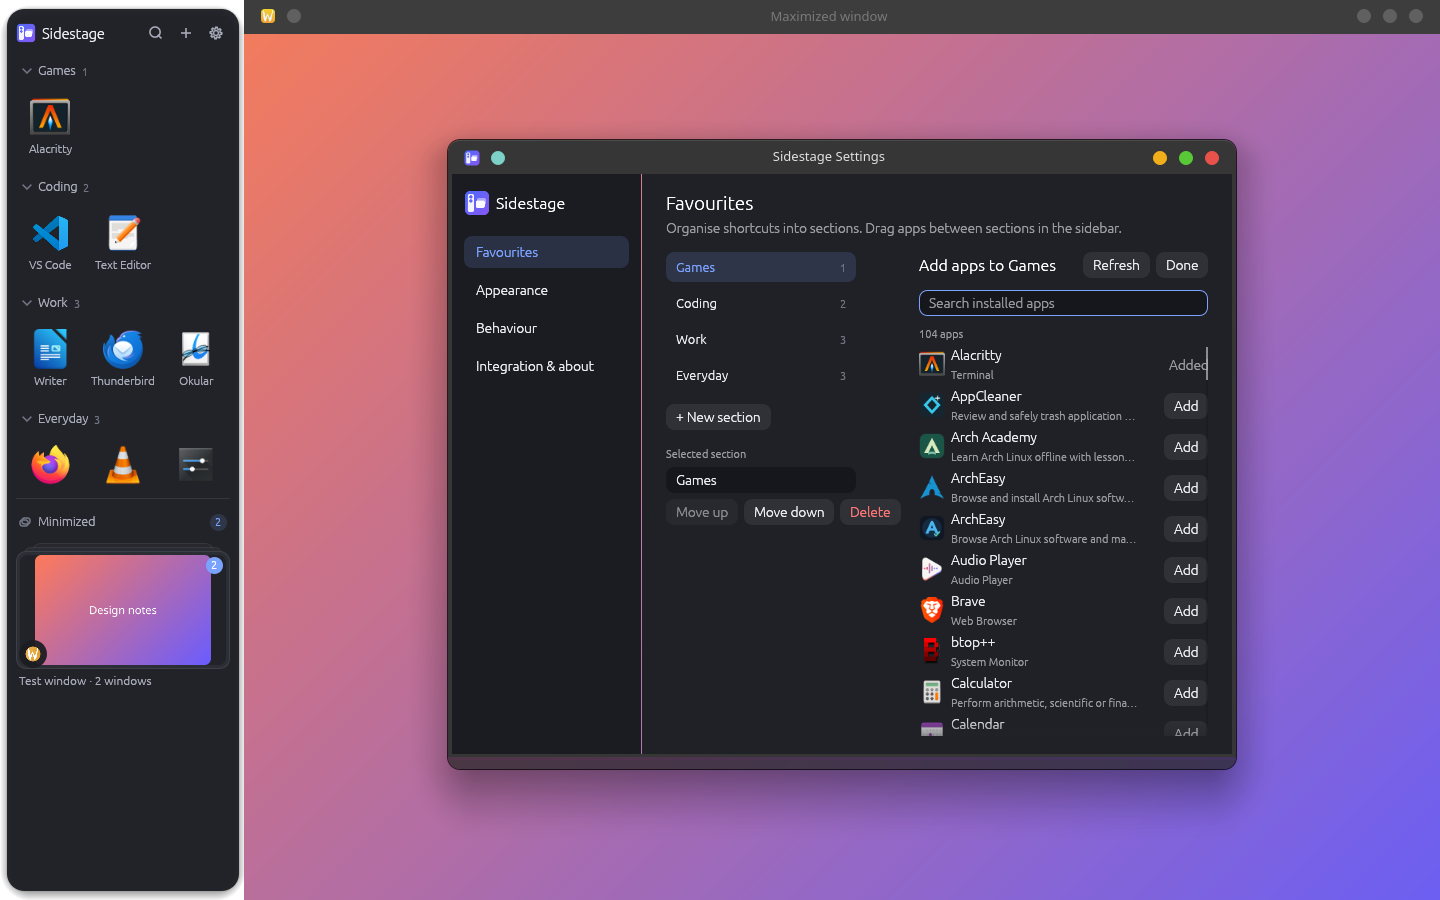 Sidestage
Games 1
Alacritty
Coding 2
VS Code
Text Editor
Work 3
Writer
Thunderbird
Okular
Everyday 3
Minimized
2
2
Design notes
W
Test window · 2 windows
W
Maximized window
Sidestage Settings
Sidestage
Favourites
Appearance
Behaviour
Integration & about
Favourites
Organise shortcuts into sections. Drag apps between sections in the sidebar.
Games 1
Coding 2
Work 3
Everyday 3
+ New section
Selected section
Games
Move up
Move down
Delete
Add apps to Games
Refresh
Done
Search installed apps
104 apps
Alacritty
Terminal
Added
AppCleaner
Review and safely trash application ...
Add
Arch Academy
Learn Arch Linux offline with lesson...
Add
ArchEasy
Browse and install Arch Linux softw...
Add
ArchEasy
Browse Arch Linux software and ma...
Add
Audio Player
Audio Player
Add
Brave
Web Browser
Add
btop++
System Monitor
Add
Calculator
Perform arithmetic, scientific or fina...
Add
Calendar
Add